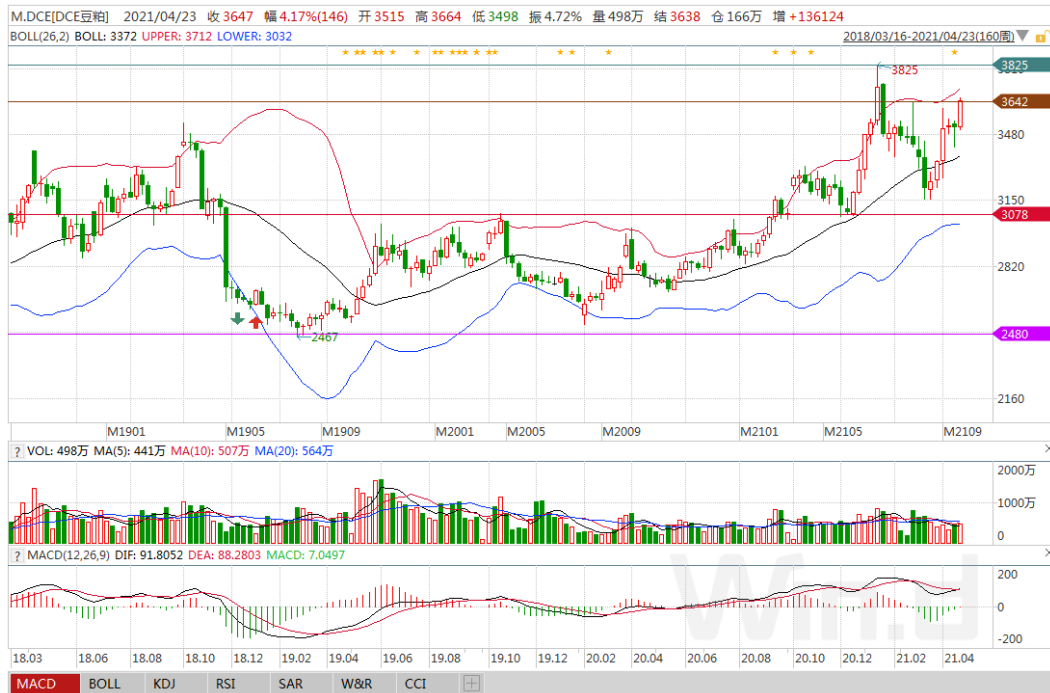 M.DCE[DCE豆粕] 2021/04/23 收 3647 幅 4.17%(146) 开 3515 高 3664 低 3498 振 4.72% 量 498万 结 3638 仓 166万 增 +136124
BOLL(26,2) BOLL: 3372 UPPER: 3712 LOWER: 3032 2018/03/16-2021/04/23(160周)
3825
3825
3642
3480
3150
3078
2820
2480
2467
2160
M1901 M1905 M1909 M2001 M2005 M2009 M2101 M2105 M2109
? VOL: 498万 MA(5): 441万 MA(10): 507万 MA(20): 564万
2000万
1000万
0
? MACD(12,26,9) DIF: 91.8052 DEA: 88.2803 MACD: 7.0497
200
0
-200
Win.d
18.03 18.06 18.08 18.10 18.12 19.02 19.04 19.06 19.08 19.10 19.12 20.02 20.04 20.06 20.08 20.10 20.12 21.02 21.04
MACD BOLL KDJ RSI SAR W&R CCI